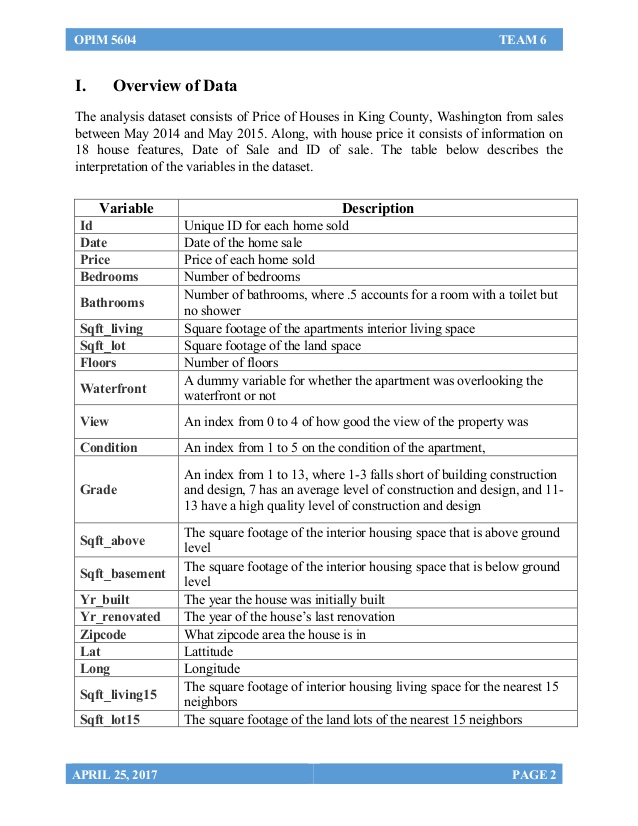 OPIM 5604 TEAM 6
I. Overview of Data
The analysis dataset consists of Price of Houses in King County, Washington from sales
between May 2014 and May 2015. Along, with house price it consists of information on
18 house features, Date of Sale and ID of sale. The table below describes the
interpretation of the variables in the dataset.
Variable Description
Id Unique ID for each home sold
Date Date of the home sale
Price Price of each home sold
Bedrooms Number of bedrooms
Bathrooms Number of bathrooms, where .5 accounts for a room with a toilet but
no shower
Sqft_living Square footage of the apartments interior living space
Sqft_lot Square footage of the land space
Floors Number of floors
Waterfront A dummy variable for whether the apartment was overlooking the
waterfront or not
View An index from 0 to 4 of how good the view of the property was
Condition An index from 1 to 5 on the condition of the apartment,
Grade An index from 1 to 13, where 1-3 falls short of building construction
and design, 7 has an average level of construction and design, and 11-
13 have a high quality level of construction and design
Sqft_above The square footage of the interior housing space that is above ground
level
Sqft_basement The square footage of the interior housing space that is below ground
level
Yr_built The year the house was initially built
Yr_renovated The year of the house’s last renovation
Zipcode What zipcode area the house is in
Lat Lattitude
Long Longitude
Sqft_living15 The square footage of interior housing living space for the nearest 15
neighbors
Sqft_lot15 The square footage of the land lots of the nearest 15 neighbors
APRIL 25, 2017 PAGE 2